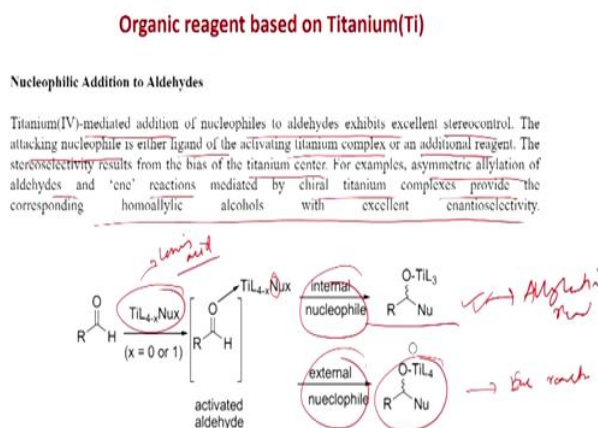 Organic reagent based on Titanium(Ti)
Nucleophilic Addition to Aldehydes
Titanium(IV)-mediated addition of nucleophiles to aldehydes exhibits excellent stereocontrol. The
attacking nucleophile is either ligand of the activating titanium complex or an additional reagent. The
stereoselectivity results from the bias of the titanium center. For examples, asymmetric allylation of
aldehydes and 'ene' reactions mediated by chiral titanium complexes provide the
corresponding homoallylic alcohols with excellent enantioselectivity.
Lewis
acid
O
R H
TiL4-xNux
(x = 0 or 1)
TiL4-xNux
O
R H
activated
aldehyde
internal
nucleophile
O-TiL3
R Nu
external
nueclophile
O-TiL4
R Nu